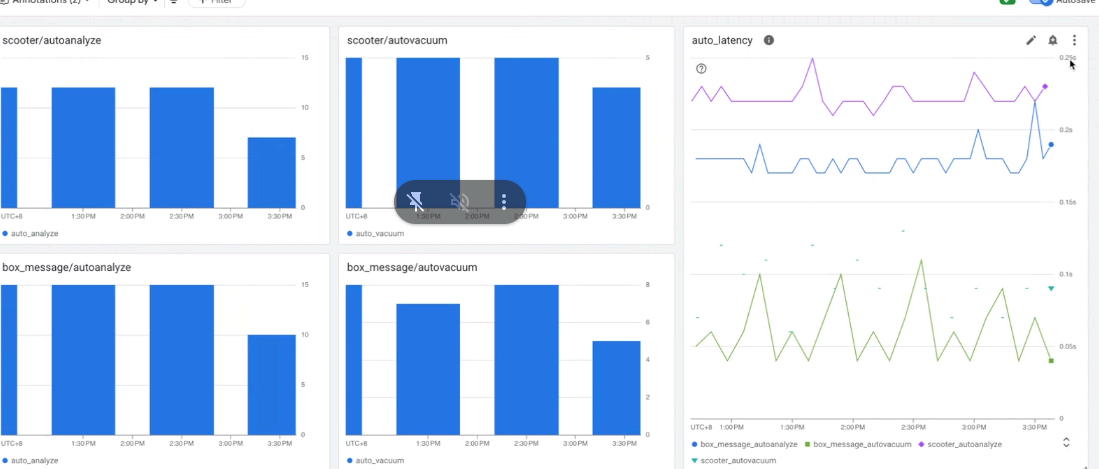 Annotations (2)
Group by
Filter
Autosave
scooter/autoanalyze
15
10
5
0
UTC+8 1:30 PM 2:00 PM 2:30 PM 3:00 PM 3:30 PM
auto_analyze
scooter/autovacuum
5
0
UTC+8 1:30 PM 2:00 PM 2:30 PM 3:00 PM 3:30 PM
auto_vacuum
auto_latency
0.25s
0.2s
0.15s
0.1s
0.05s
0
UTC+8 1:00 PM 1:30 PM 2:00 PM 2:30 PM 3:00 PM 3:30 PM
box_message_autoanalyze box_message_autovacuum scooter_autoanalyze
scooter_autovacuum
box_message/autoanalyze
15
10
5
0
UTC+8 1:30 PM 2:00 PM 2:30 PM 3:00 PM 3:30 PM
auto_analyze
box_message/autovacuum
8
6
4
2
0
UTC+8 1:30 PM 2:00 PM 2:30 PM 3:00 PM 3:30 PM
auto_vacuum